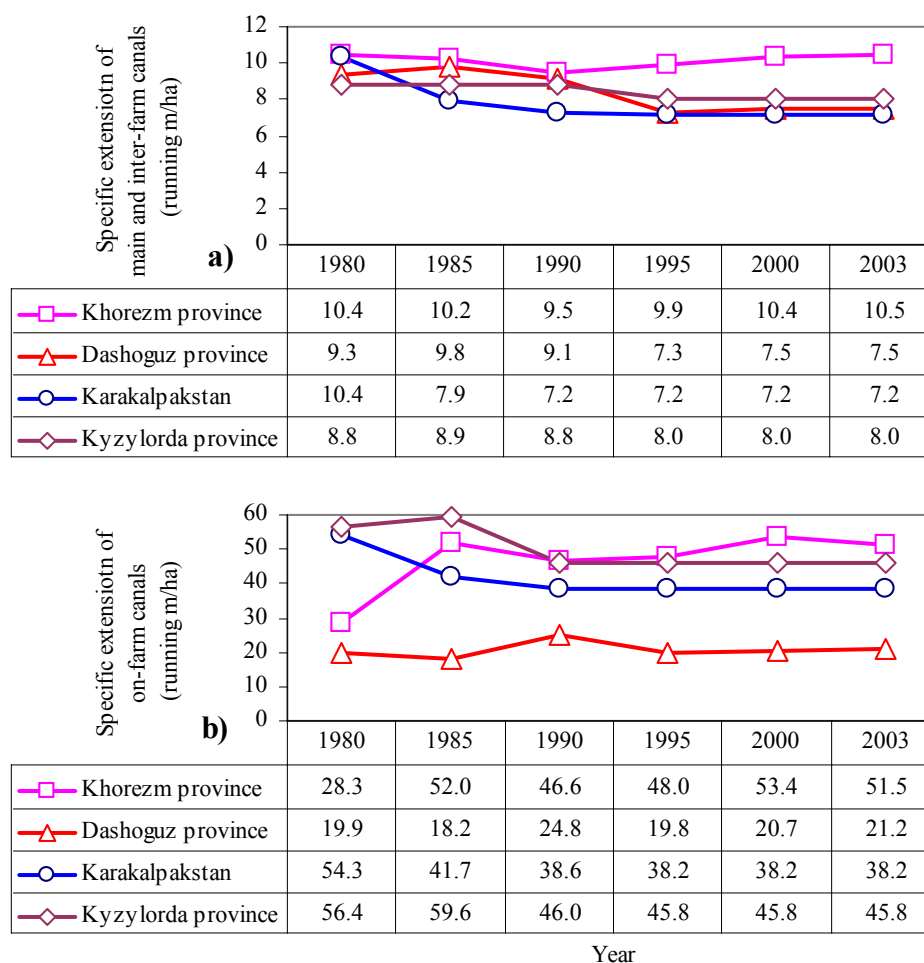 Specific extensiotn of
main and inter-farm canals
(running m/ha)
12
10
8
6
4
2
0
a)
1980 1985 1990 1995 2000 2003
Khorezm province 10.4 10.2 9.5 9.9 10.4 10.5
Dashoguz province 9.3 9.8 9.1 7.3 7.5 7.5
Karakalpakstan 10.4 7.9 7.2 7.2 7.2 7.2
Kyzylorda province 8.8 8.9 8.8 8.0 8.0 8.0
Specific extensiotn of
on-farm canals
(running m/ha)
60
50
40
30
20
10
0
b)
1980 1985 1990 1995 2000 2003
Khorezm province 28.3 52.0 46.6 48.0 53.4 51.5
Dashoguz province 19.9 18.2 24.8 19.8 20.7 21.2
Karakalpakstan 54.3 41.7 38.6 38.2 38.2 38.2
Kyzylorda province 56.4 59.6 46.0 45.8 45.8 45.8
Year